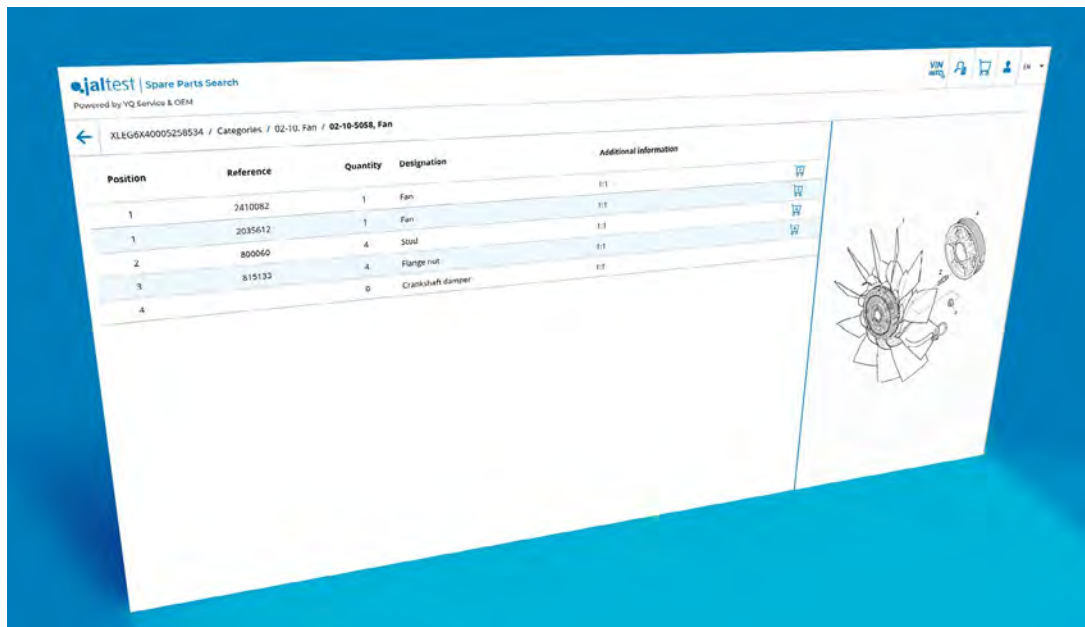 jaltest | Spare Parts Search
Powered by YQ Service & OEM
VIN INFO
EN
XLEG6X40005258534 / Categories / 02-10. Fan / 02-10-5058, Fan
Position Reference Quantity Designation Additional information
1 2410082 1 Fan 1:1
1 2035612 1 Fan 1:1
2 800060 4 Stud 1:1
3 815133 4 Flange nut 1:1
4 0 Crankshaft damper 1:1